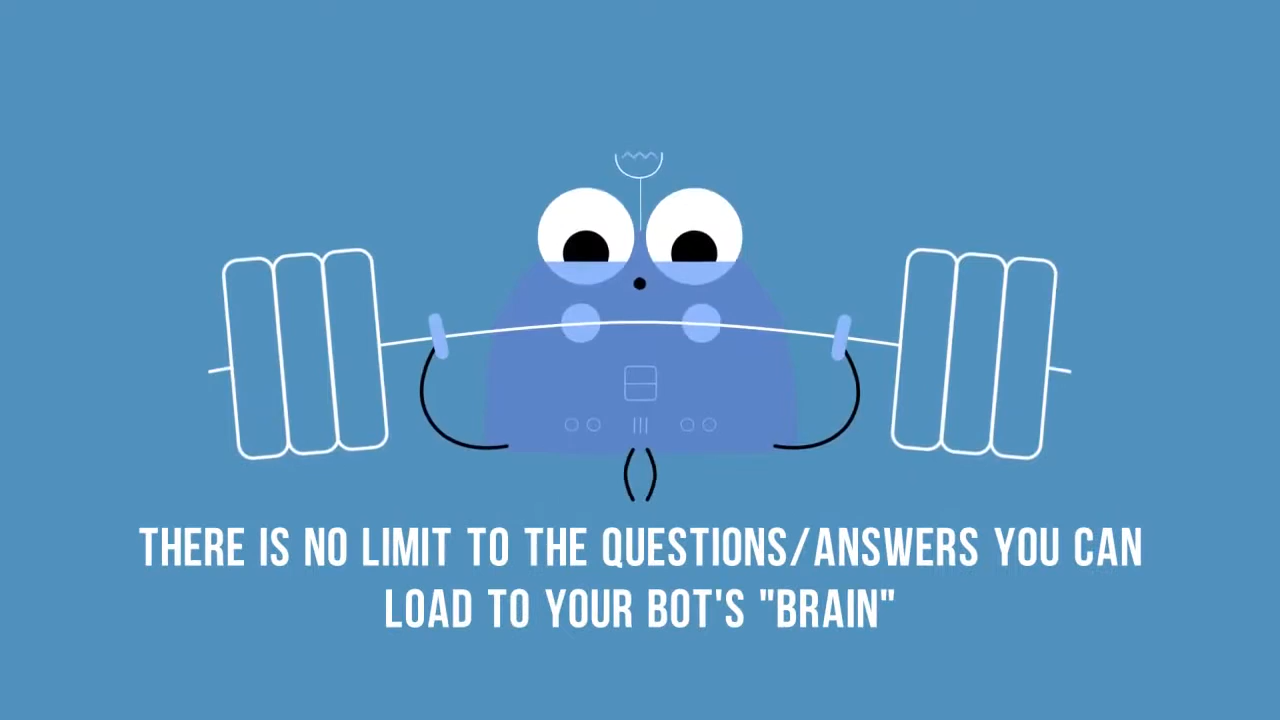 THERE IS NO LIMIT TO THE QUESTIONS/ANSWERS YOU CAN
LOAD TO YOUR BOT'S "BRAIN"